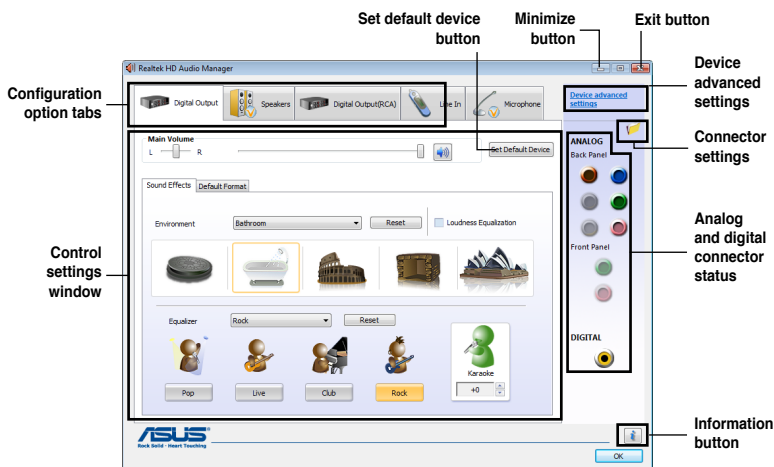 Set default device
button
Minimize
button
Exit button
Configuration
option tabs
Device
advanced
settings
Connector
settings
Control
settings
window
Analog
and digital
connector
status
Information
button
Realtek HD Audio Manager
Digital Output
Speakers
Digital Output(RCA)
Line In
Microphone
Device advanced
settings
Main Volume
L
R
Set Default Device
Sound Effects
Default Format
Environment
Bathroom
Reset
Loudness Equalization
Equalizer
Rock
Reset
Pop
Live
Club
Rock
Karaoke
+0
ANALOG
Back Panel
Front Panel
DIGITAL
ASUS
Rock Solid · Heart Touching
i
OK